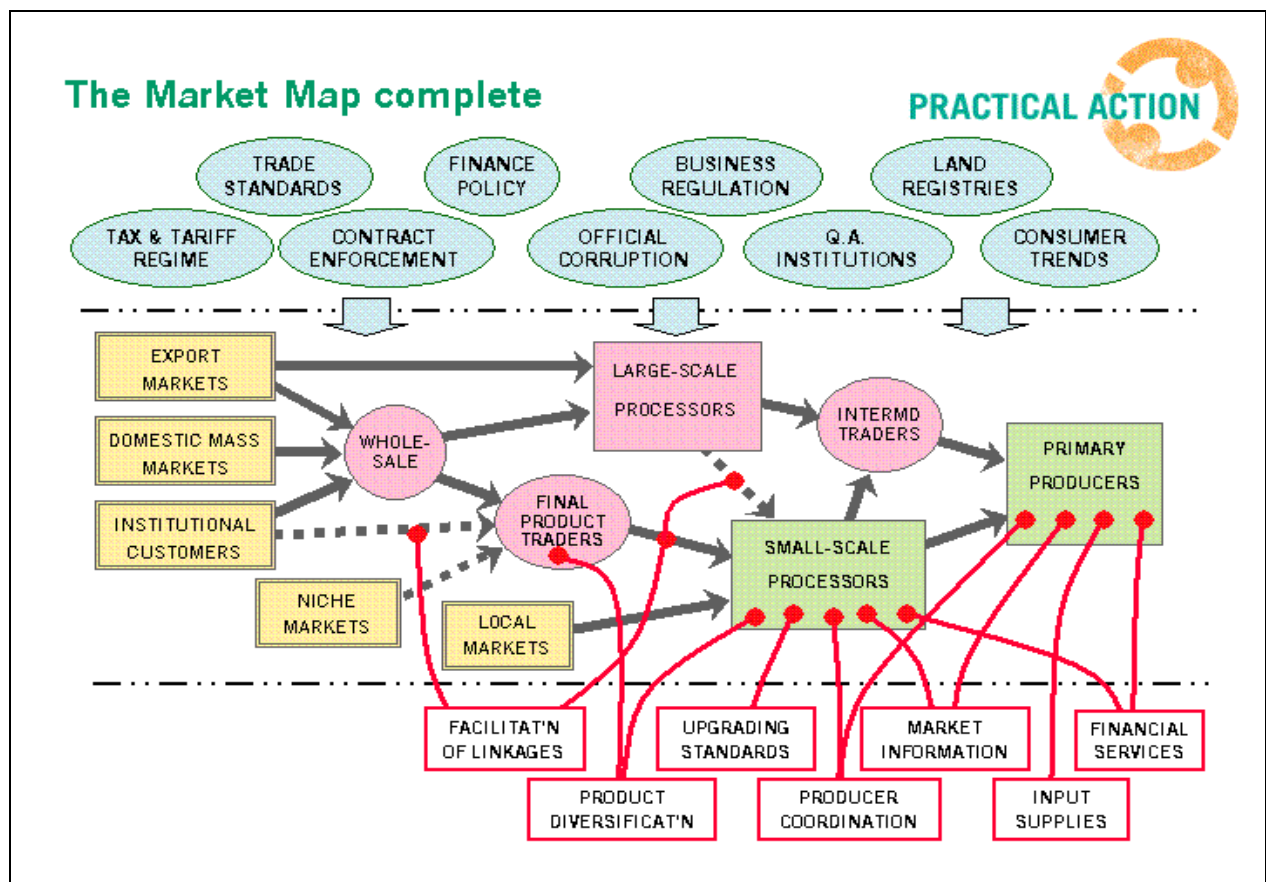 The Market Map complete
PRACTICAL ACTION
TRADE
STANDARDS
FINANCE
POLICY
BUSINESS
REGULATION
LAND
REGISTRIES
TAX & TARIFF
REGIME
CONTRACT
ENFORCEMENT
OFFICIAL
CORRUPTION
Q.A.
INSTITUTIONS
CONSUMER
TRENDS
EXPORT
MARKETS
LARGE-SCALE
PROCESSORS
INTERMD
TRADERS
DOMESTIC MASS
MARKETS
WHOLE-
SALE
PRIMARY
PRODUCERS
INSTITUTIONAL
CUSTOMERS
FINAL
PRODUCT
TRADERS
SMALL-SCALE
PROCESSORS
NICHE
MARKETS
LOCAL
MARKETS
FACILITAT'N
OF LINKAGES
UPGRADING
STANDARDS
MARKET
INFORMATION
FINANCIAL
SERVICES
PRODUCT
DIVERSIFICAT'N
PRODUCER
COORDINATION
INPUT
SUPPLIES